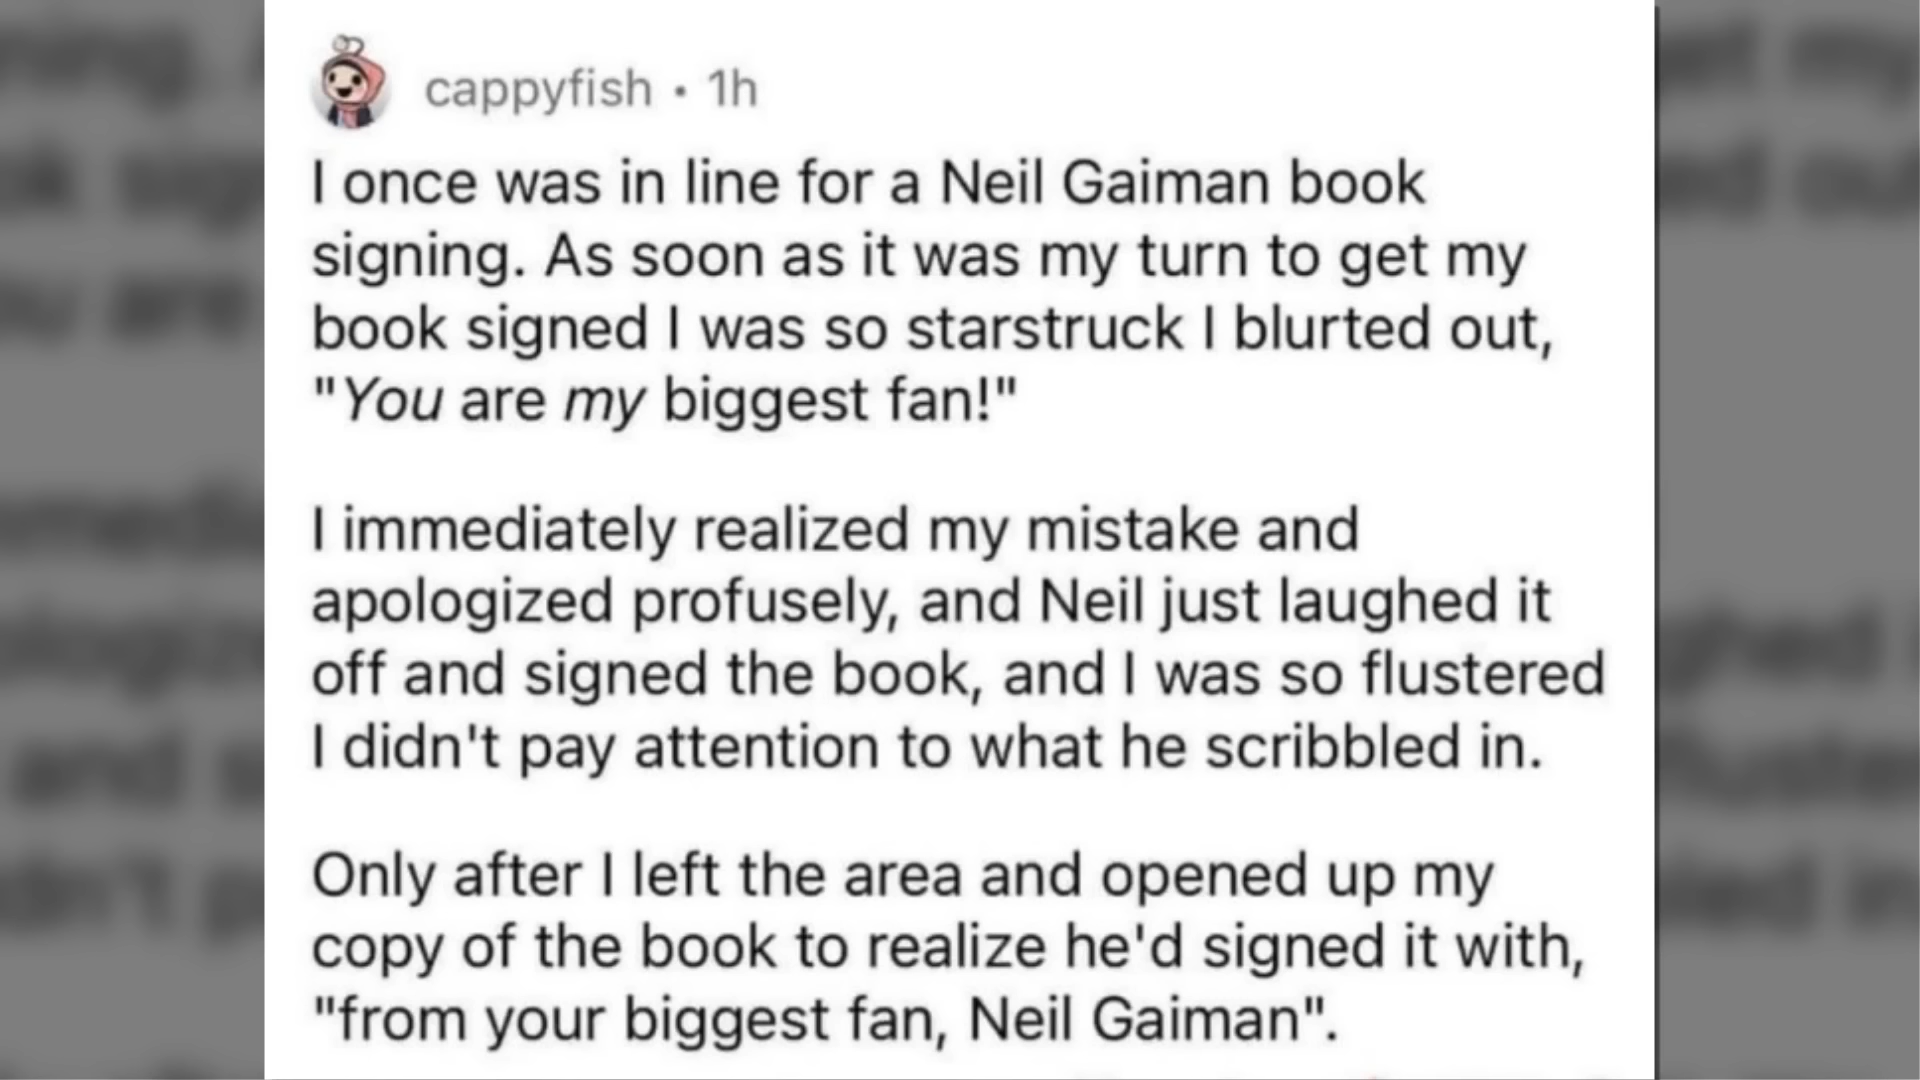 cappyfish • 1h
I once was in line for a Neil Gaiman book
signing. As soon as it was my turn to get my
book signed I was so starstruck I blurted out,
"You are my biggest fan!"
I immediately realized my mistake and
apologized profusely, and Neil just laughed it
off and signed the book, and I was so flustered
I didn't pay attention to what he scribbled in.
Only after I left the area and opened up my
copy of the book to realize he'd signed it with,
"from your biggest fan, Neil Gaiman".